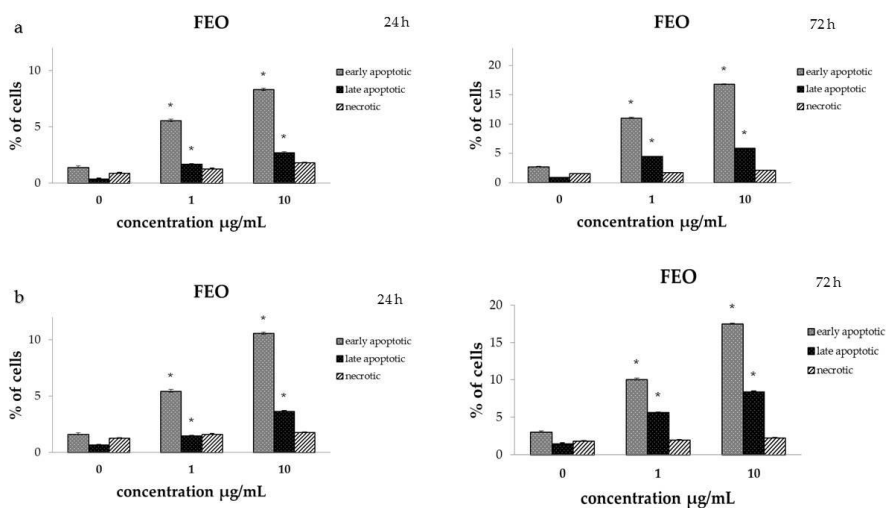 a
FEO
24 h
% of cells
10
5
0
*
*
*
*
0
1
10
concentration µg/mL
early apoptotic
late apoptotic
necrotic
FEO
72 h
% of cells
20
15
10
5
0
*
*
*
*
0
1
10
concentration µg/mL
early apoptotic
late apoptotic
necrotic
b
FEO
24 h
% of cells
10
5
0
*
*
*
*
0
1
10
concentration µg/mL
early apoptotic
late apoptotic
necrotic
FEO
72 h
% of cells
20
15
10
5
0
*
*
*
*
0
1
10
concentration µg/mL
early apoptotic
late apoptotic
necrotic